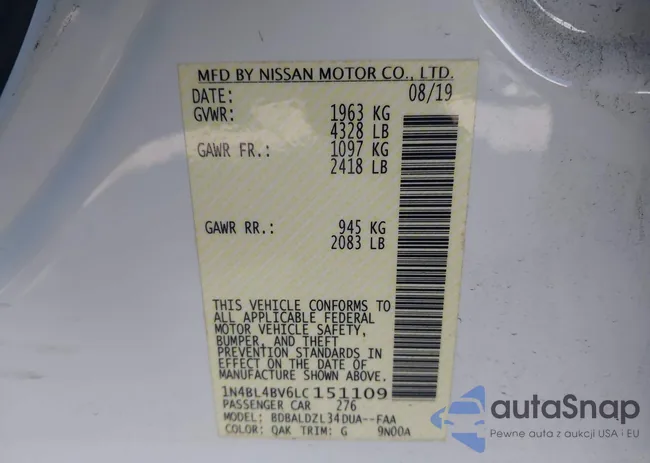 MFD BY NISSAN MOTOR CO., LTD.
DATE: 08/19
GVWR: 1963 KG
4328 LB
GAWR FR.: 1097 KG
2418 LB
GAWR RR.: 945 KG
2083 LB
THIS VEHICLE CONFORMS TO
ALL APPLICABLE FEDERAL
MOTOR VEHICLE SAFETY,
BUMPER, AND THEFT
PREVENTION STANDARDS IN
EFFECT ON THE DATE OF
MANUFACTURE SHOWN ABOVE.
1N4BL4BV6LC151109
PASSENGER CAR 276
MODEL: BDBALDZL34DUA--FAA
COLOR: QAK TRIM: G 9N00A
autoSnap
Pewne auta z aukcji USA i EU